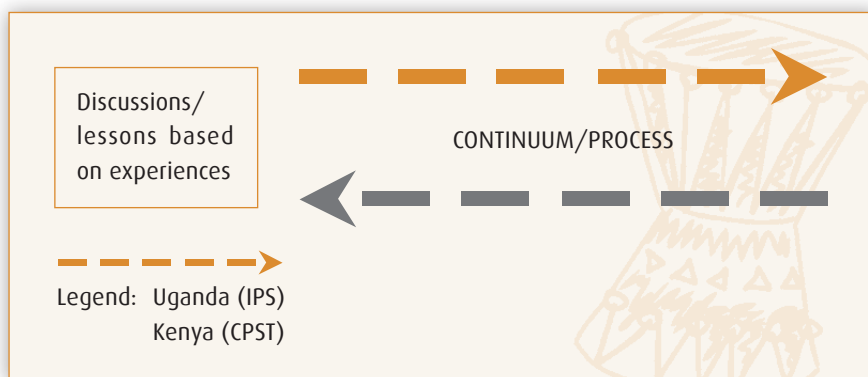 Discussions/
lessons based
on experiences
CONTINUUM/PROCESS
Legend: Uganda (IPS)
Kenya (CPST)